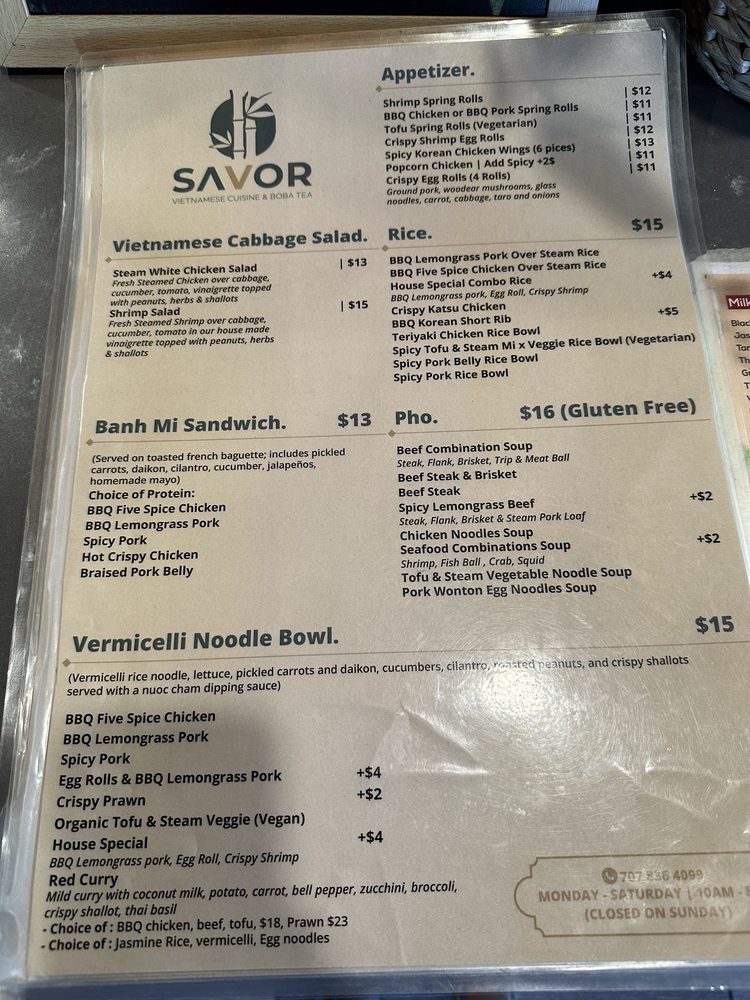 SAVOR
VIETNAMESE CUISINE & BOBA TEA
Appetizer.
Shrimp Spring Rolls | $12
BBQ Chicken or BBQ Pork Spring Rolls | $11
Tofu Spring Rolls (Vegetarian) | $11
Crispy Shrimp Egg Rolls | $12
Spicy Korean Chicken Wings (6 pices) | $13
Popcorn Chicken | Add Spicy +2$ | $11
Crispy Egg Rolls (4 Rolls) | $11
Ground pork, woodear mushrooms, glass
noodles, carrot, cabbage, taro and onions
Vietnamese Cabbage Salad.
Steam White Chicken Salad | $13
Fresh Steamed Chicken over cabbage,
cucumber, tomato, vinaigrette topped
with peanuts, herbs & shallots
Shrimp Salad | $15
Fresh Steamed Shrimp over cabbage,
cucumber, tomato in our house made
vinaigrette topped with peanuts, herbs
& shallots
Rice. $15
BBQ Lemongrass Pork Over Steam Rice
BBQ Five Spice Chicken Over Steam Rice
House Special Combo Rice +$4
BBQ Lemongrass pork, Egg Roll, Crispy Shrimp
Crispy Katsu Chicken
BBQ Korean Short Rib +$5
Teriyaki Chicken Rice Bowl
Spicy Tofu & Steam Mi x Veggie Rice Bowl (Vegetarian)
Spicy Pork Belly Rice Bowl
Spicy Pork Rice Bowl
Banh Mi Sandwich. $13
(Served on toasted french baguette; includes pickled
carrots, daikon, cilantro, cucumber, jalapeños,
homemade mayo)
Choice of Protein:
BBQ Five Spice Chicken
BBQ Lemongrass Pork
Spicy Pork
Hot Crispy Chicken
Braised Pork Belly
Pho. $16 (Gluten Free)
Beef Combination Soup
Steak, Flank, Brisket, Trip & Meat Ball
Beef Steak & Brisket
Beef Steak
Spicy Lemongrass Beef +$2
Steak, Flank, Brisket & Steam Pork Loaf
Chicken Noodles Soup
Seafood Combinations Soup +$2
Shrimp, Fish Ball , Crab, Squid
Tofu & Steam Vegetable Noodle Soup
Pork Wonton Egg Noodles Soup
Vermicelli Noodle Bowl. $15
(Vermicelli rice noodle, lettuce, pickled carrots and daikon, cucumbers, cilantro, roasted peanuts, and crispy shallots
served with a nuoc cham dipping sauce)
BBQ Five Spice Chicken
BBQ Lemongrass Pork
Spicy Pork
Egg Rolls & BBQ Lemongrass Pork +$4
Crispy Prawn +$2
Organic Tofu & Steam Veggie (Vegan)
House Special +$4
BBQ Lemongrass pork, Egg Roll, Crispy Shrimp
Red Curry
Mild curry with coconut milk, potato, carrot, bell pepper, zucchini, broccoli,
crispy shallot, thai basil
- Choice of : BBQ chicken, beef, tofu, $18, Prawn $23
- Choice of : Jasmine Rice, vermicelli, Egg noodles
707 836 4099
MONDAY - SATURDAY | 10AM -
(CLOSED ON SUNDAY)
Milk